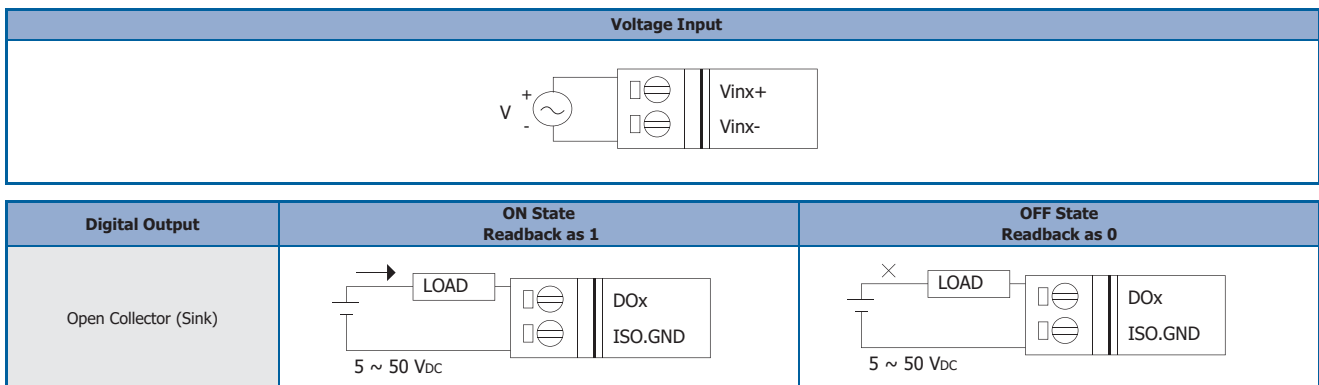 Voltage Input
+
V
-
Vinx+
Vinx-
Digital Output
ON State
Readback as 1
OFF State
Readback as 0
Open Collector (Sink)
LOAD
DOx
ISO.GND
5 ~ 50 VDC
LOAD
DOx
ISO.GND
5 ~ 50 VDC